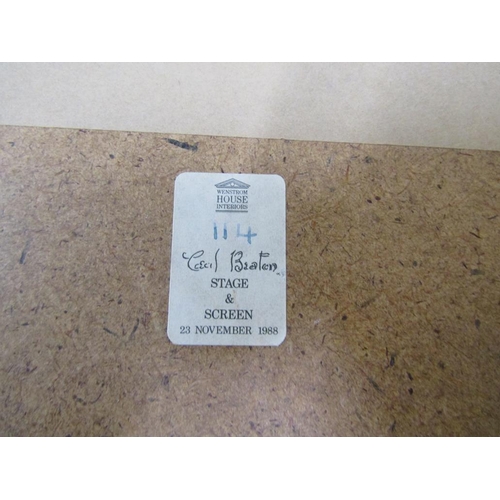 WENSTROM
HOUSE
INTERIORS
114
Cecil Beaton
STAGE
&
SCREEN
23 NOVEMBER 1988